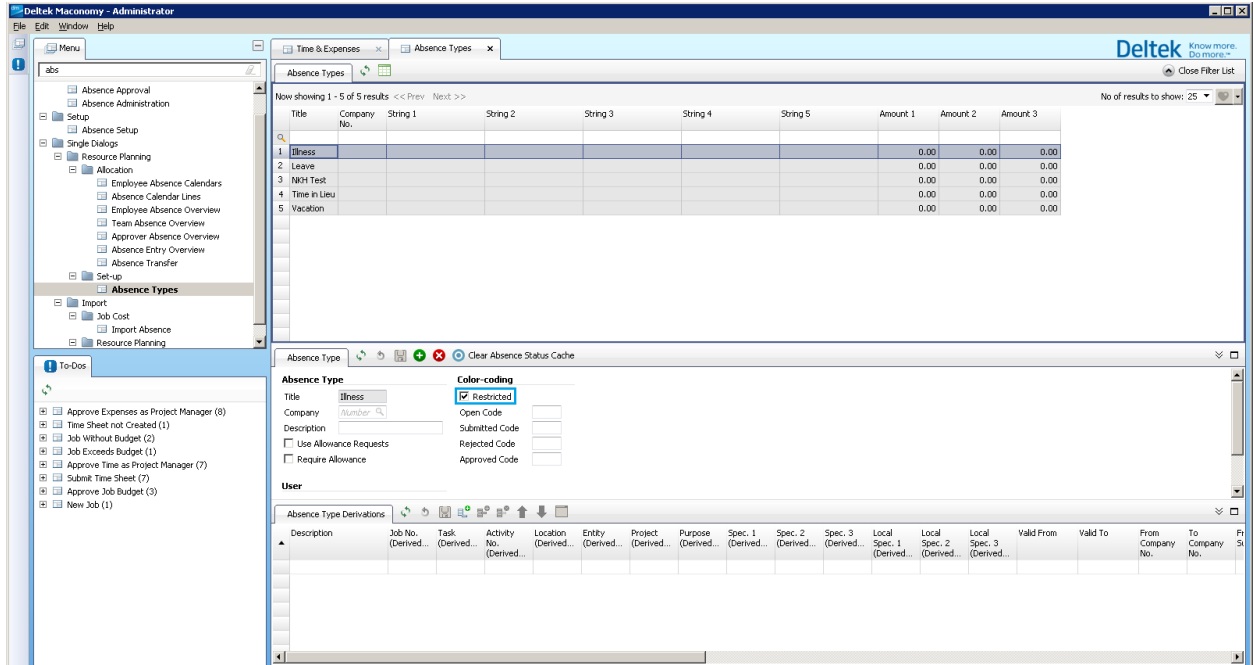 Deltek Maconomy - Administrator
File Edit Window Help
Menu
abs
Absence Approval
Absence Administration
Setup
Absence Setup
Single Dialogs
Resource Planning
Allocation
Employee Absence Calendars
Absence Calendar Lines
Employee Absence Overview
Team Absence Overview
Approver Absence Overview
Absence Entry Overview
Absence Transfer
Set-up
Absence Types
Import
Job Cost
Import Absence
Resource Planning
To-Dos
Approve Expenses as Project Manager (8)
Time Sheet not Created (1)
Job Without Budget (2)
Job Exceeds Budget (1)
Approve Time as Project Manager (7)
Submit Time Sheet (7)
Approve Job Budget (3)
New Job (1)
Time & Expenses Absence Types
Deltek Know more. Do more.™
Absence Types Close Filter List
Now showing 1 - 5 of 5 results << Prev Next >> No of results to show: 25
Title Company No. String 1 String 2 String 3 String 4 String 5 Amount 1 Amount 2 Amount 3
1 Illness 0.00 0.00 0.00
2 Leave 0.00 0.00 0.00
3 NKH Test 0.00 0.00 0.00
4 Time in Lieu 0.00 0.00 0.00
5 Vacation 0.00 0.00 0.00
Absence Type Clear Absence Status Cache
Absence Type Color-coding
Title Illness Restricted
Company Number Open Code
Description Submitted Code
Use Allowance Requests Rejected Code
Require Allowance Approved Code
User
Absence Type Derivations
Description Job No. (Derived... Task (Derived... Activity No. (Derived... Location (Derived... Entity (Derived... Project (Derived... Purpose (Derived... Spec. 1 (Derived... Spec. 2 (Derived... Spec. 3 (Derived... Local Spec. 1 (Derived... Local Spec. 2 (Derived... Local Spec. 3 (Derived... Valid From Valid To From Company No. To Company No.